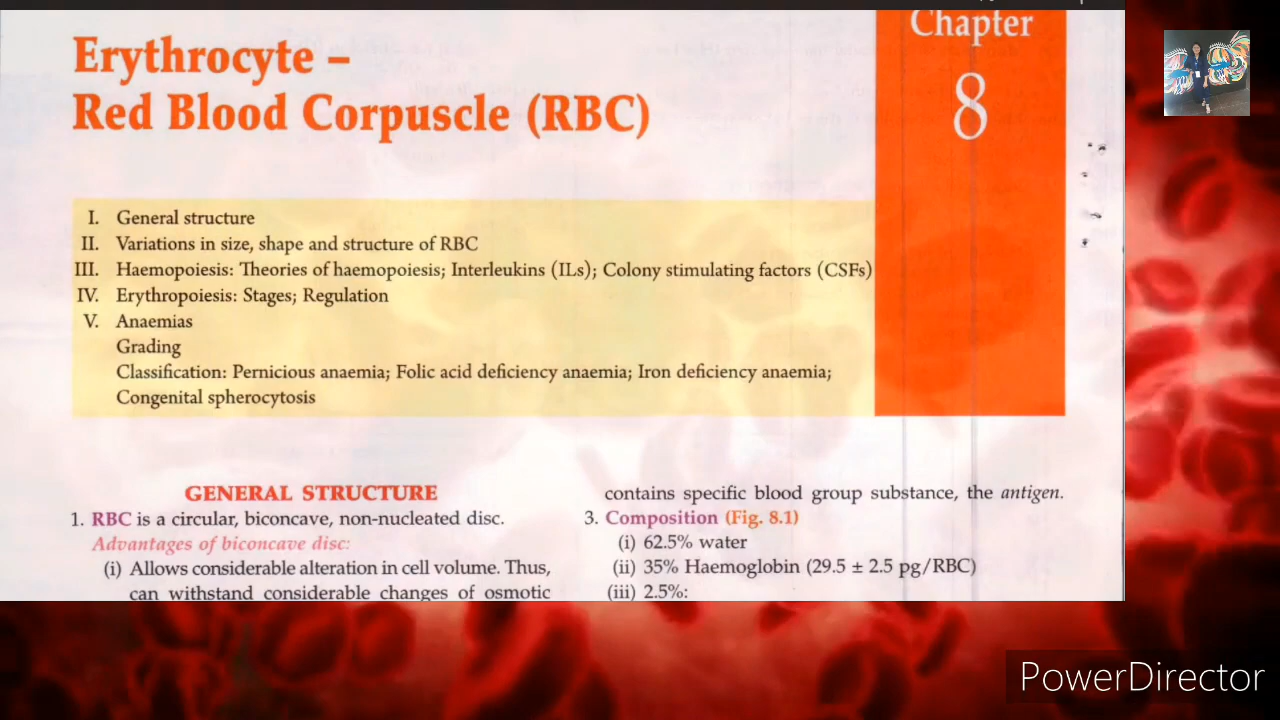 Chapter
8
Erythrocyte –
Red Blood Corpuscle (RBC)
I. General structure
II. Variations in size, shape and structure of RBC
III. Haemopoiesis: Theories of haemopoiesis; Interleukins (ILs); Colony stimulating factors (CSFs)
IV. Erythropoiesis: Stages; Regulation
V. Anaemias
Grading
Classification: Pernicious anaemia; Folic acid deficiency anaemia; Iron deficiency anaemia;
Congenital spherocytosis
GENERAL STRUCTURE
1. RBC is a circular, biconcave, non-nucleated disc.
Advantages of biconcave disc:
(i) Allows considerable alteration in cell volume. Thus,
can withstand considerable changes of osmotic
contains specific blood group substance, the antigen.
3. Composition (Fig. 8.1)
(i) 62.5% water
(ii) 35% Haemoglobin (29.5 ± 2.5 pg/RBC)
(iii) 2.5%:
PowerDirector